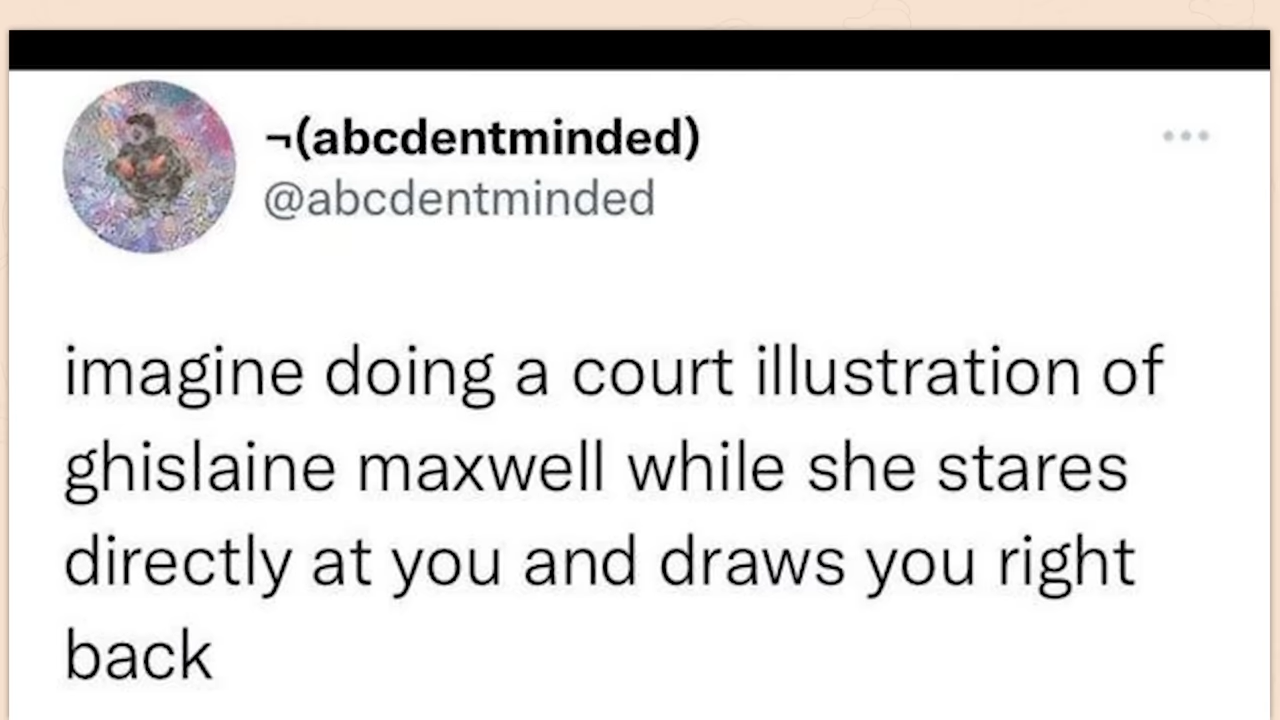 ¬(abcdentminded)
@abcdentminded
imagine doing a court illustration of
ghislaine maxwell while she stares
directly at you and draws you right
back